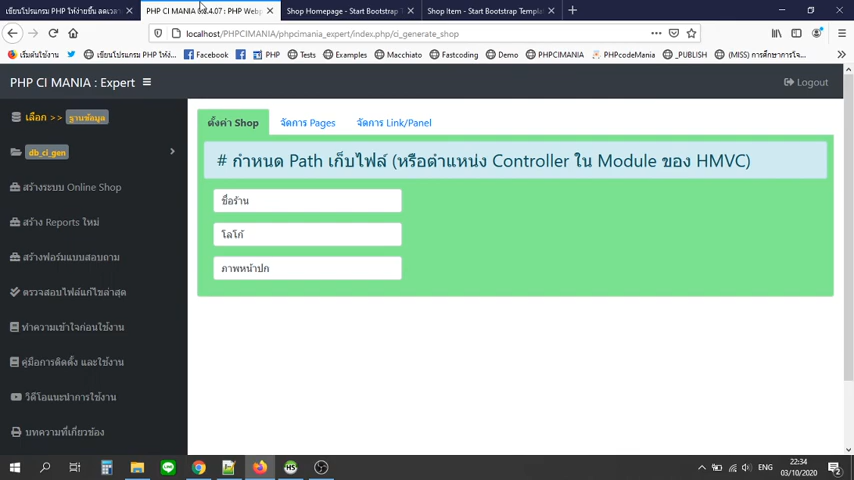 เขียนโปรแกรม PHP ให้ง่ายขึ้น ลดเวลา
PHP CI MANIA
Shop Homepage - Start Bootstrap T
Shop Item - Start Bootstrap Templa
localhost/PHPCIMANIA/phpcimania_expert/index.php/ci_generate_shop
เริ่มต้นใช้งาน
เขียนโปรแกรม PHP ให้ง่...
Facebook
PHP
Tests
Examples
Machoatto
Fastcoding
Demo
PHPCIMANIA
PHPcodeMania
_PUBLISH
(MISS) การศึกษาการโจ...
PHP CI MANIA : Expert
Logout
เลือก >> ฐานข้อมูล
db_ci_gen
สร้างระบบ Online Shop
สร้าง Reports ใหม่
สร้างฟอร์มแบบสอบถาม
ตรวจสอบไฟล์แก้ไขล่าสุด
ทำความเข้าใจก่อนใช้งาน
คู่มือการติดตั้ง และใช้งาน
วิดีโอแนะนำการใช้งาน
บทความที่เกี่ยวข้อง
ตั้งค่า Shop
จัดการ Pages
จัดการ Link/Panel
# กำหนด Path เก็บไฟล์ (หรือตำแหน่ง Controller ใน Module ของ HMVC)
ชื่อร้าน
โลโก้
ภาพหน้าปก
ENG
22:34
03/10/2020